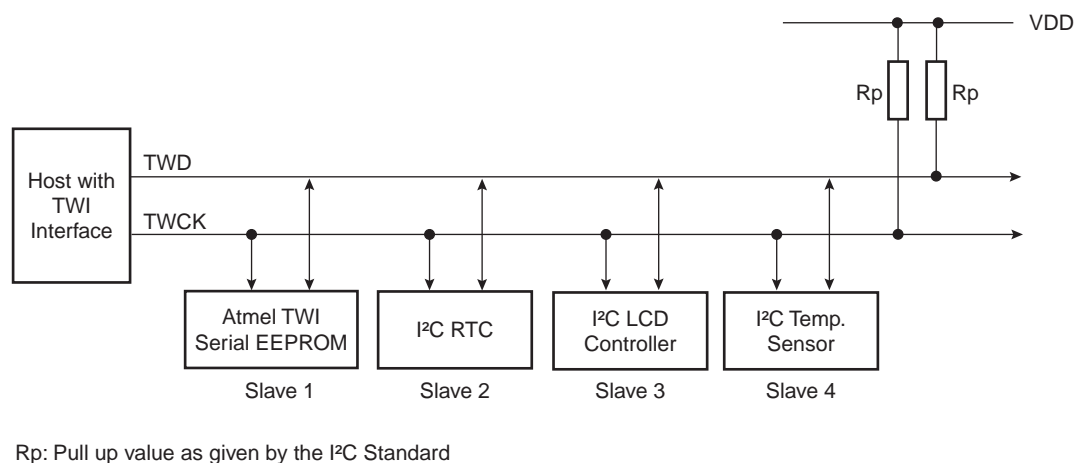 VDD
Rp
Rp
Host with
TWI
Interface
TWD
TWCK
Atmel TWI
Serial EEPROM
I²C RTC
I²C LCD
Controller
I²C Temp.
Sensor
Slave 1
Slave 2
Slave 3
Slave 4
Rp: Pull up value as given by the I²C Standard